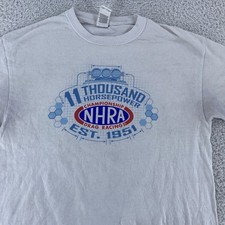 11 THOUSAND
HORSEPOWER
CHAMPIONSHIP
NHRA
DRAG RACING
EST. 1951